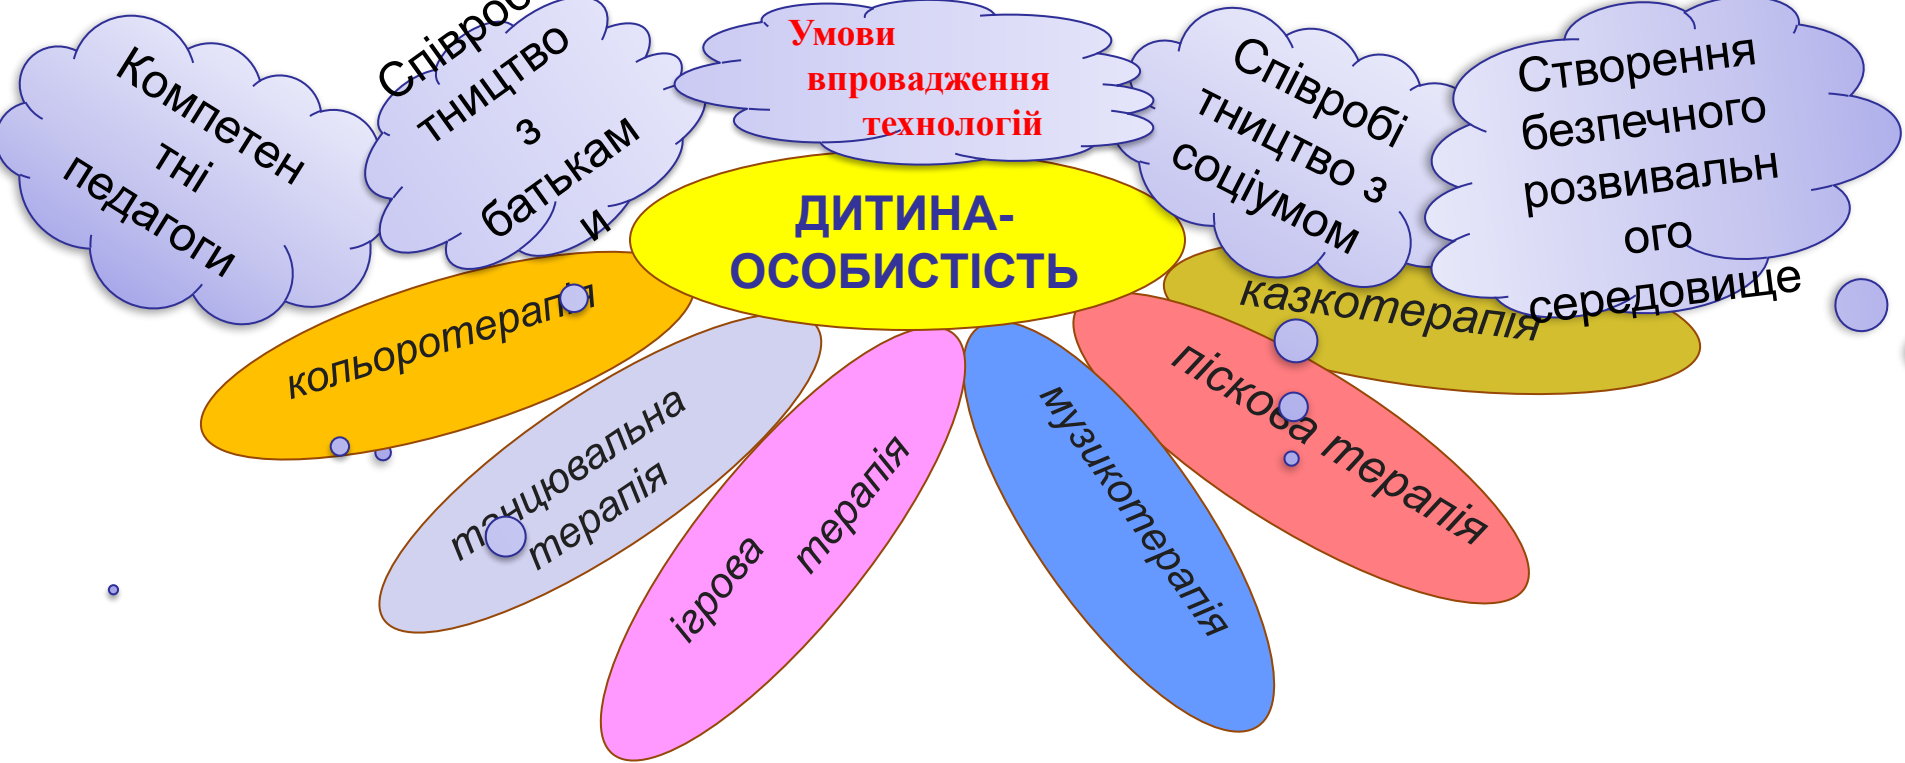 Компетен
тні
педагоги
Співробі
тництво
з
батькам
и
Умови
впровадження
технологій
Співробі
тництво з
соціумом
Створення
безпечного
розвивальн
ого
середовище
ДИТИНА-
ОСОБИСТІСТЬ
кольоротерапія
танцювальна
терапія
ігрова терапія
музикотерапія
піскова терапія
казкотерапія